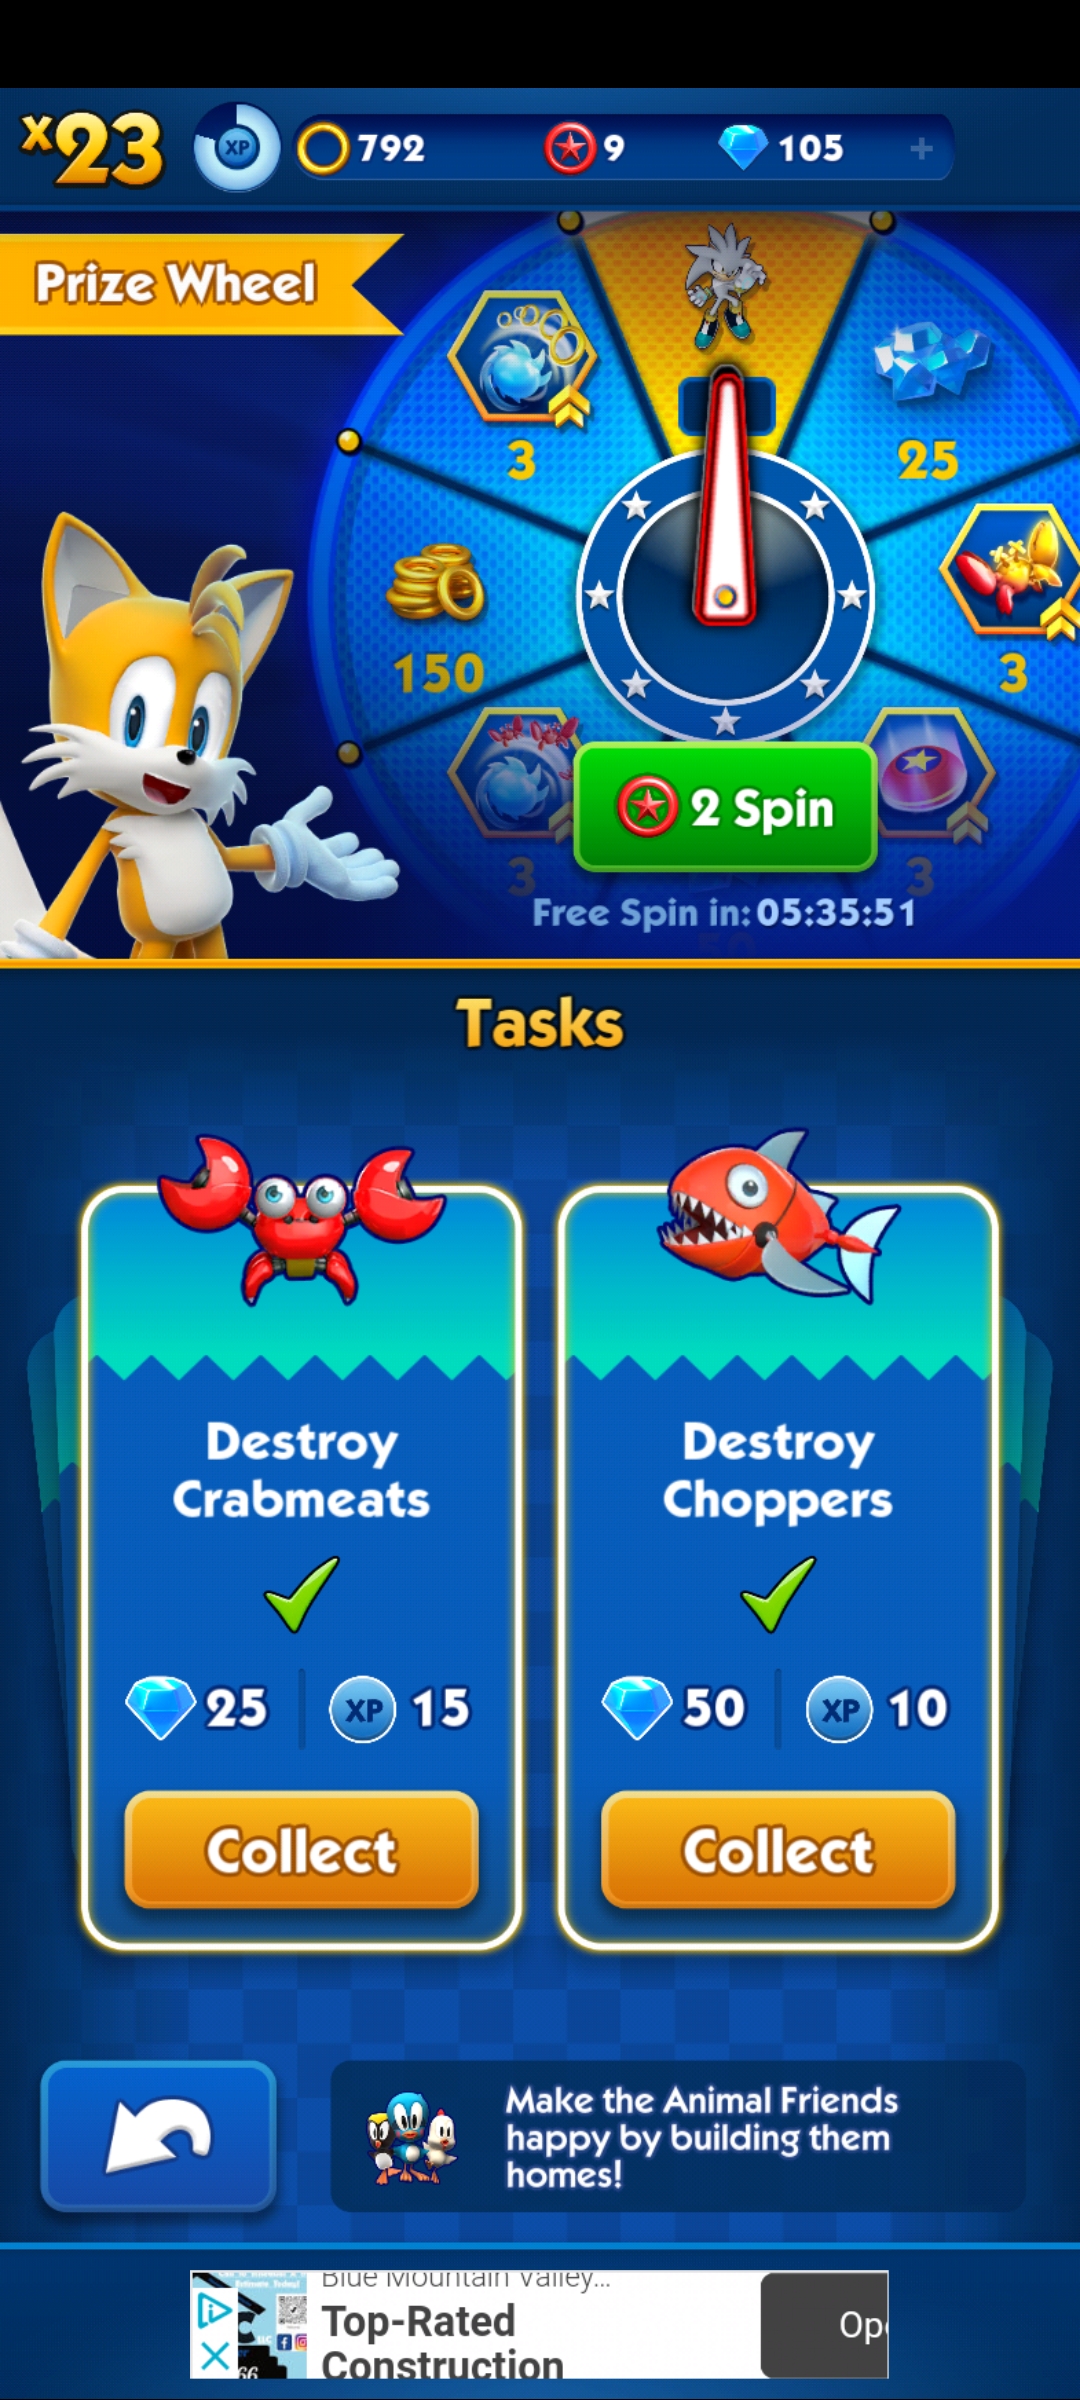 x23
XP
792
9
105
+
Prize Wheel
3
25
150
3
2 Spin
3
3
Free Spin in: 05:35:51
Tasks
Destroy
Crabmeats
25
XP
15
Collect
Destroy
Choppers
50
XP
10
Collect
Make the Animal Friends
happy by building them
homes!
Blue Mountain Valley...
Top-Rated
Construction
66